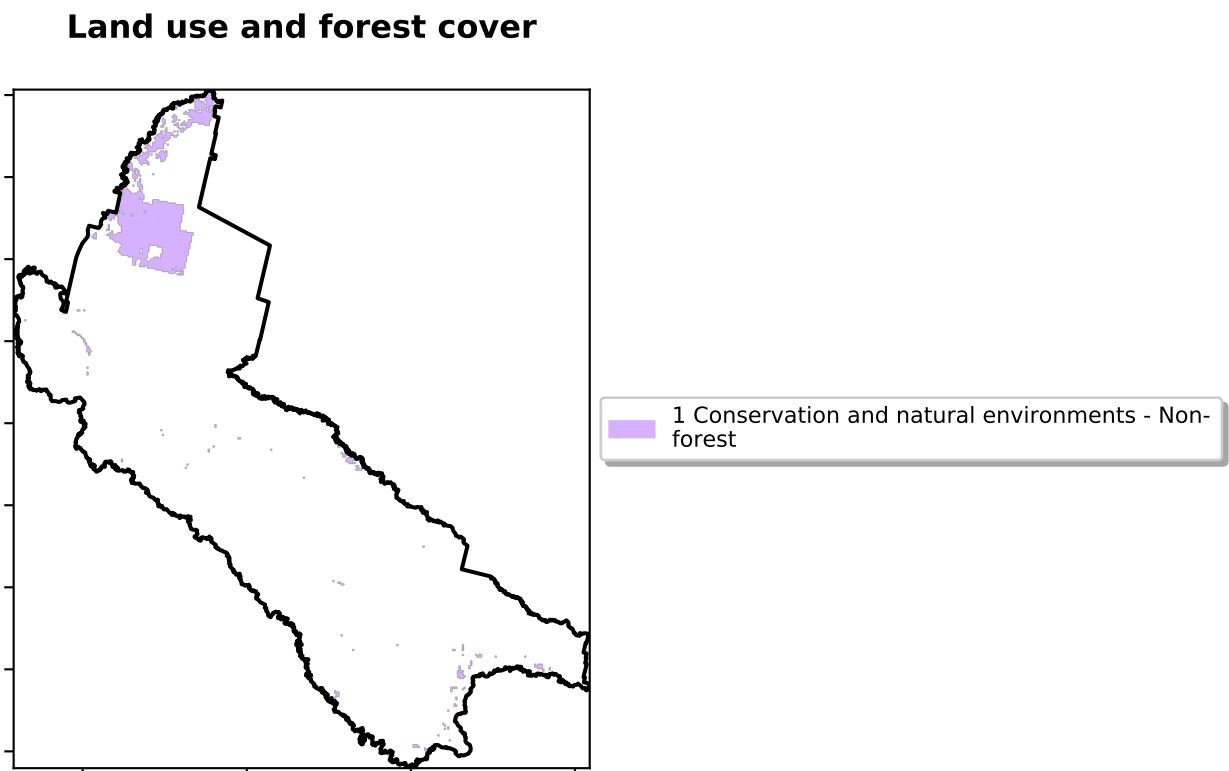 Land use and forest cover
1 Conservation and natural environments - Non-
forest